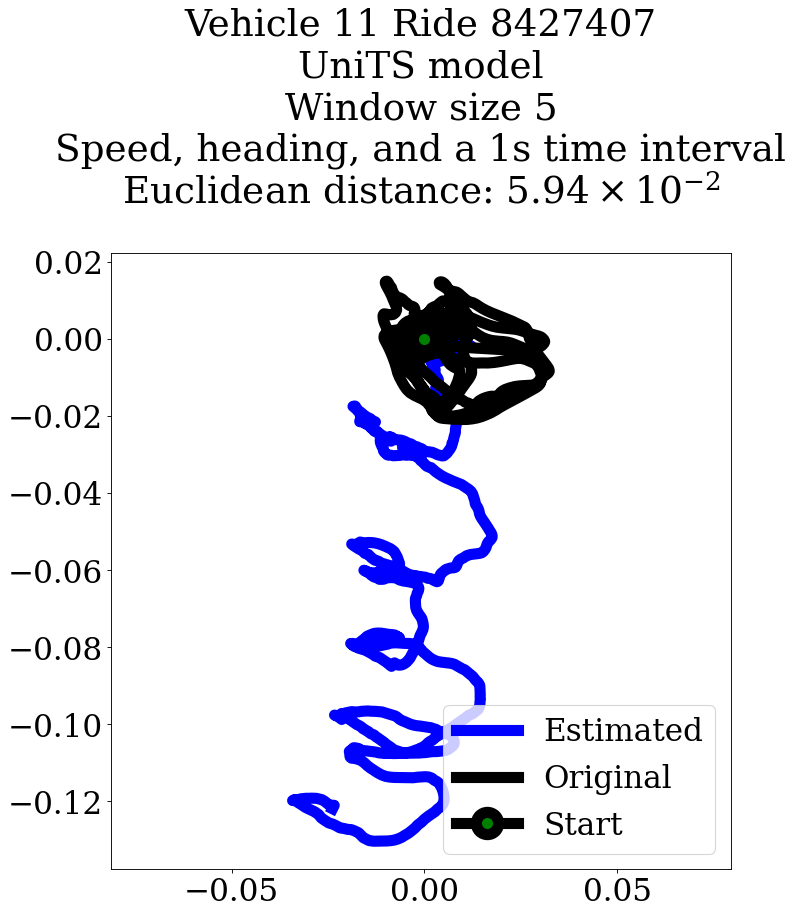 Vehicle 11 Ride 8427407
UniTS model
Window size 5
Speed, heading, and a 1s time interval
Euclidean distance: 5.94 × 10⁻²
0.02
0.00
−0.02
−0.04
−0.06
−0.08
−0.10
−0.12
Estimated
Original
Start
−0.05 0.00 0.05